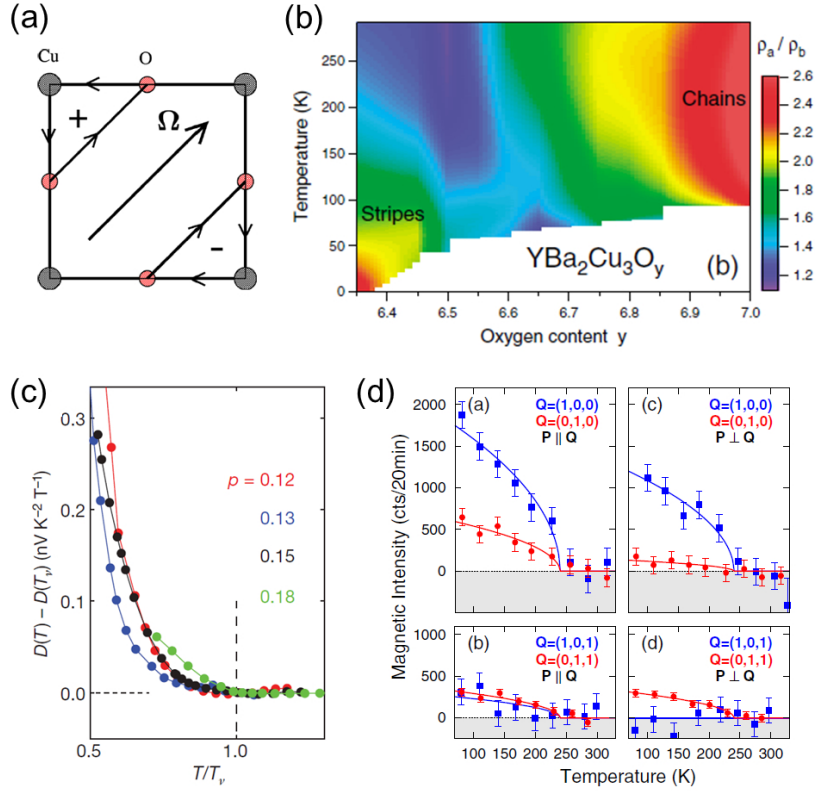 (a)
Cu
O
+
Ω
-
(b)
ρa / ρb
Temperature (K)
250
200
150
100
50
0
Chains
Stripes
YBa2Cu3Oy
(b)
2.6
2.4
2.2
2.0
1.8
1.6
1.4
1.2
6.4
6.5
6.6
6.7
6.8
6.9
7.0
Oxygen content y
(c)
D(T) – D(Tν) (nV K–2 T–1)
0.3
0.2
0.1
0.0
p = 0.12
0.13
0.15
0.18
0.5
1.0
T/Tν
(d)
Magnetic Intensity (cts/20min)
2000
1500
1000
500
0
(a)
Q=(1,0,0)
Q=(0,1,0)
P || Q
(c)
Q=(1,0,0)
Q=(0,1,0)
P ⊥ Q
1000
500
0
(b)
Q=(1,0,1)
Q=(0,1,1)
P || Q
(d)
Q=(1,0,1)
Q=(0,1,1)
P ⊥ Q
100
150
200
250
300
100
150
200
250
300
Temperature (K)